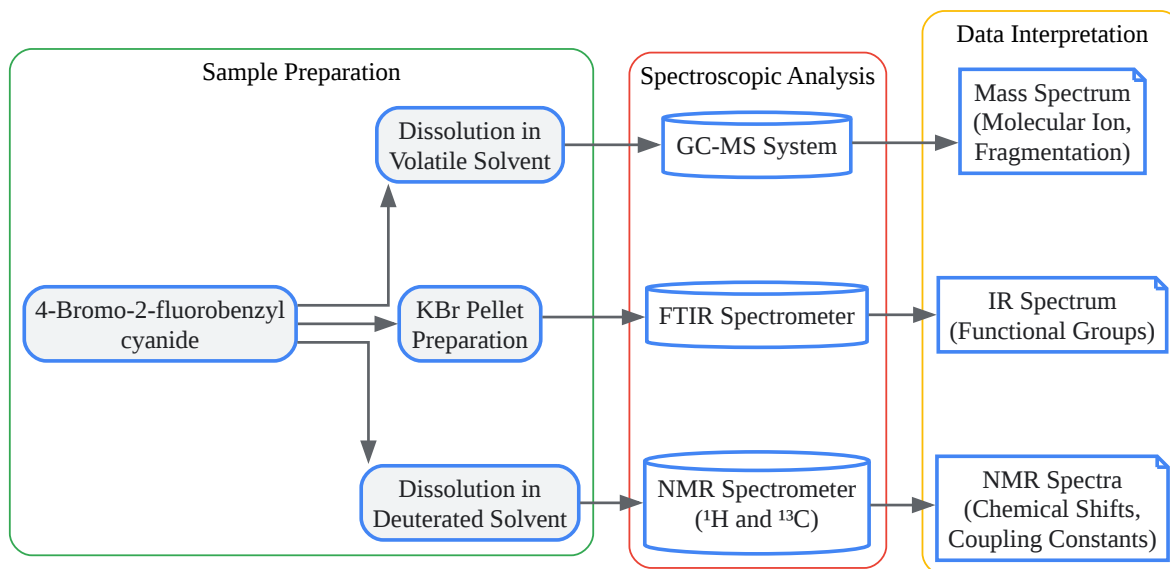 Sample Preparation
Spectroscopic Analysis
Data Interpretation
Dissolution in
Volatile Solvent
GC-MS System
Mass Spectrum
(Molecular Ion,
Fragmentation)
4-Bromo-2-fluorobenzyl
cyanide
KBr Pellet
Preparation
FTIR Spectrometer
IR Spectrum
(Functional Groups)
Dissolution in
Deuterated Solvent
NMR Spectrometer
(¹H and ¹³C)
NMR Spectra
(Chemical Shifts,
Coupling Constants)